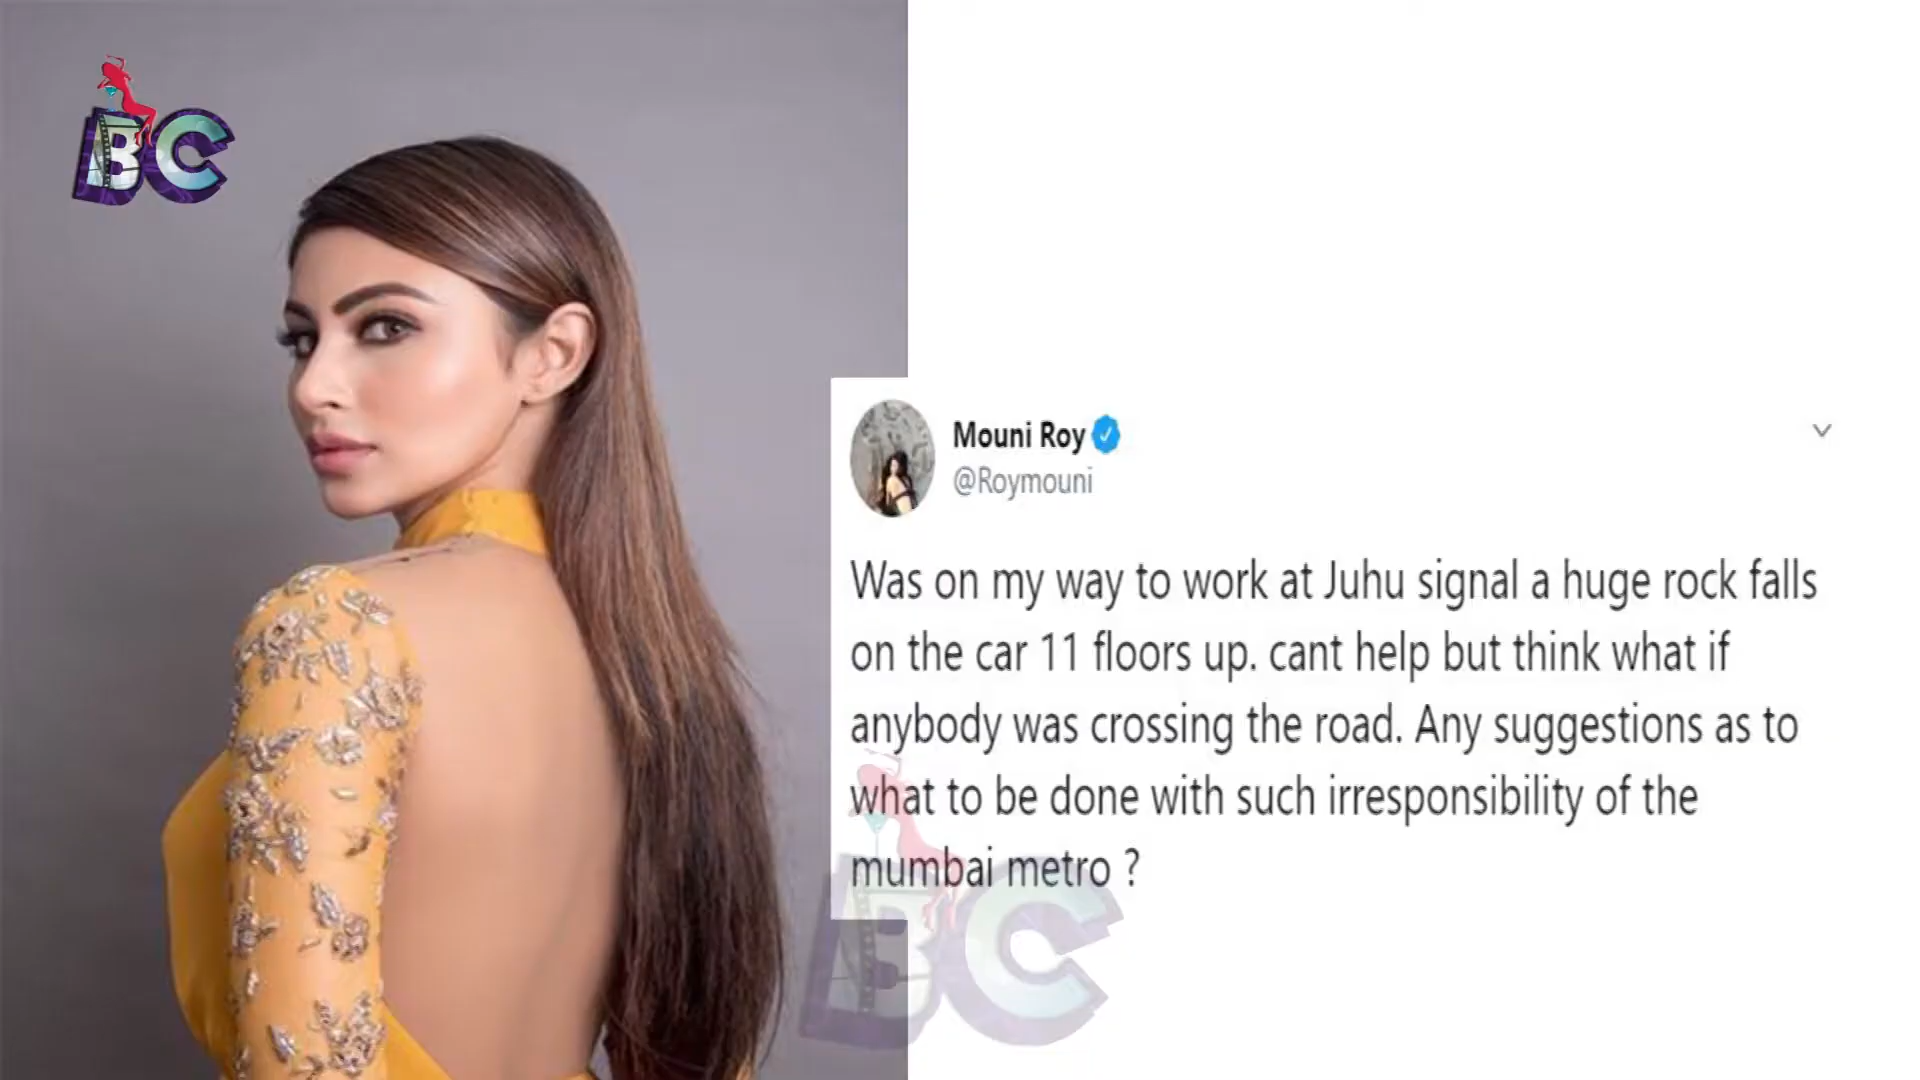 BC
Mouni Roy
@Roymouni
Was on my way to work at Juhu signal a huge rock falls
on the car 11 floors up. cant help but think what if
anybody was crossing the road. Any suggestions as to
what to be done with such irresponsibility of the
mumbai metro ?
BC